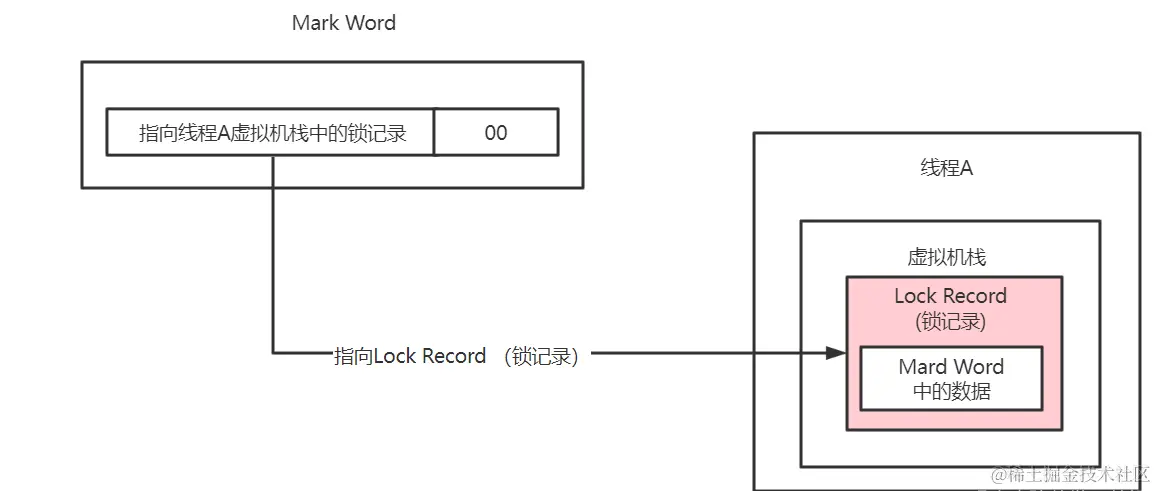 Mark Word
指向线程A虚拟机栈中的锁记录
00
线程A
虚拟机栈
Lock Record
(锁记录)
指向Lock Record （锁记录）
Mard Word
中的数据
@稀土掘金技术社区